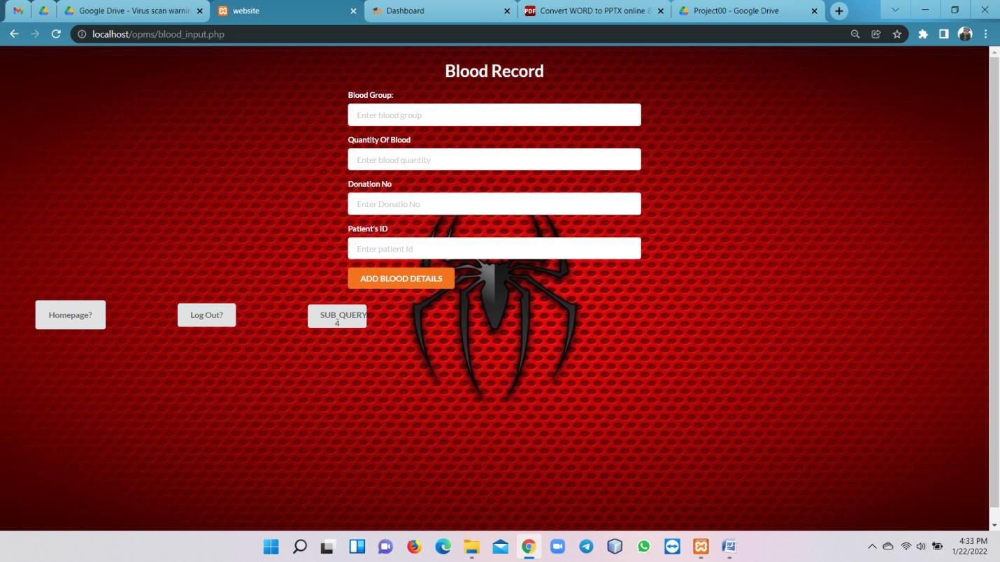 Google Drive - Virus scan warnin
website
Dashboard
PDF
Convert WORD to PPTX online &
Project00 - Google Drive
localhost/opms/blood_input.php
Blood Record
Blood Group:
Enter blood group
Quantity Of Blood
Enter blood quantity
Donation No
Enter Donatio No
Patient's ID
Enter patient Id
ADD BLOOD DETAILS
Homepage?
Log Out?
SUB_QUERY
4
4:33 PM
1/22/2022